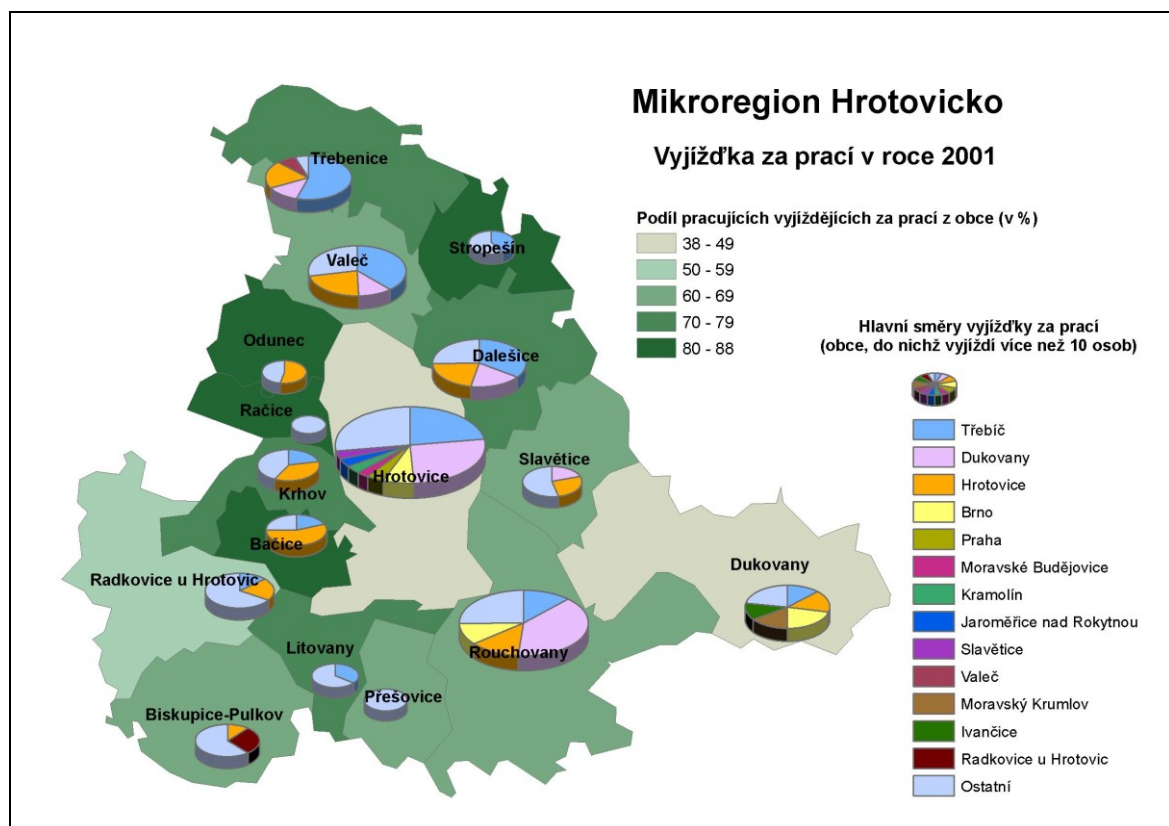 Mikroregion Hrotovicko
Vyjížďka za prací v roce 2001
Podíl pracujících vyjíždějících za prací z obce (v %)
38 - 49
50 - 59
60 - 69
70 - 79
80 - 88
Hlavní směry vyjížďky za prací
(obce, do nichž vyjíždí více než 10 osob)
Třebíč
Dukovany
Hrotovice
Brno
Praha
Moravské Budějovice
Kramolín
Jaroměřice nad Rokytnou
Slavětice
Valeč
Moravský Krumlov
Ivančice
Radkovice u Hrotovic
Ostatní
Třebenice
Stropešín
Valeč
Odunec
Dalešice
Račice
Hrotovice
Slavětice
Krhov
Bačice
Radkovice u Hrotovic
Dukovany
Rouchovany
Litovany
Přešovice
Biskupice-Pulkov